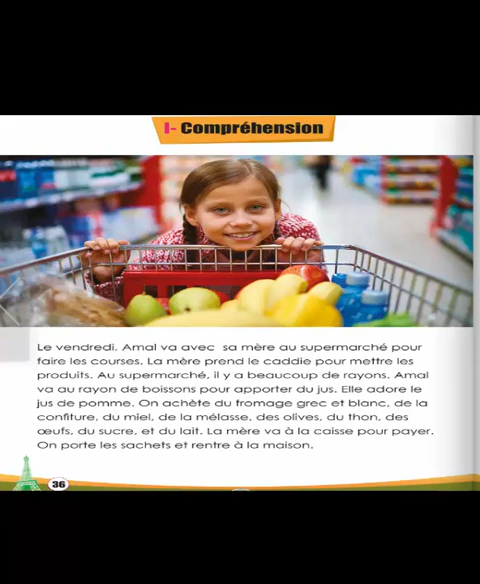 I- Compréhension
Le vendredi, Amal va avec sa mère au supermarché pour
faire les courses. La mère prend le caddie pour mettre les
produits. Au supermarché, il y a beaucoup de rayons. Amal
va au rayon de boissons pour apporter du jus. Elle adore le
jus de pomme. On achète du fromage grec et blanc, de la
confiture, du miel, de la mélasse, des olives, du thon, des
œufs, du sucre, et du lait. La mère va à la caisse pour payer.
On porte les sachets et rentre à la maison.
36